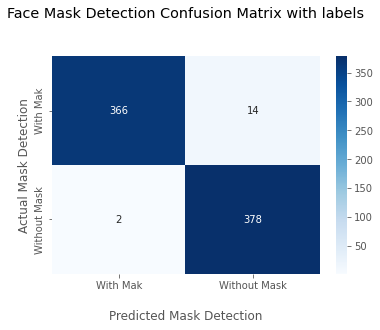 Face Mask Detection Confusion Matrix with labels
Actual Mask Detection
With Mak
366
14
Without Mask
2
378
With Mak
Without Mask
Predicted Mask Detection
350
300
250
200
150
100
50